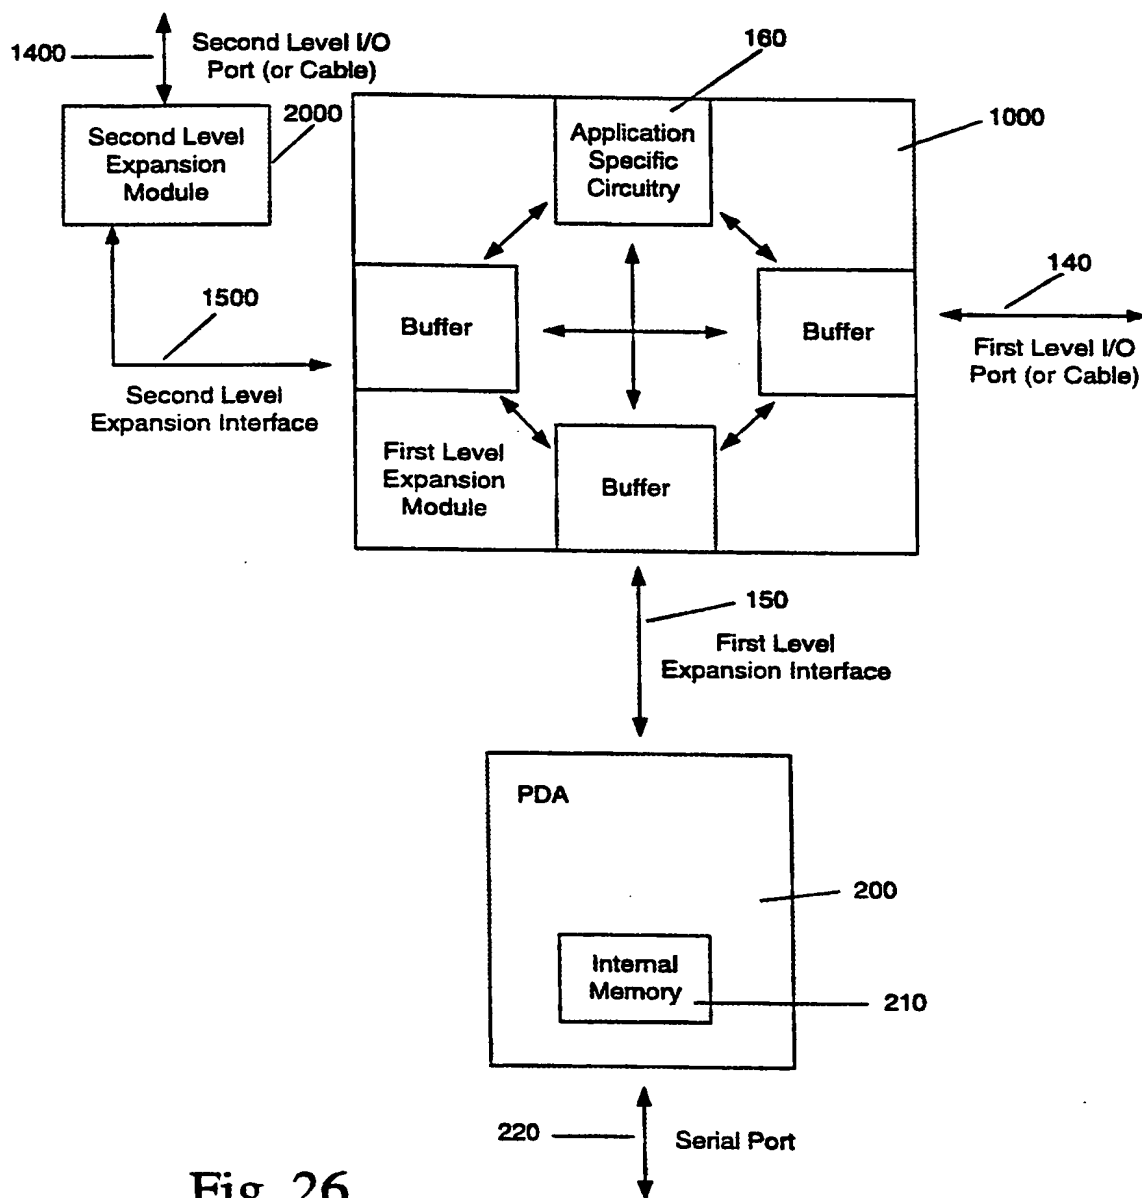 1400
Second Level I/O
Port (or Cable)
160
2000
1000
Second Level
Expansion
Module
Application
Specific
Circuitry
140
1500
Buffer
Buffer
First Level I/O
Port (or Cable)
Second Level
Expansion Interface
First Level
Expansion
Module
Buffer
150
First Level
Expansion Interface
PDA
200
Internal
Memory
210
220
Serial Port
Fig. 26